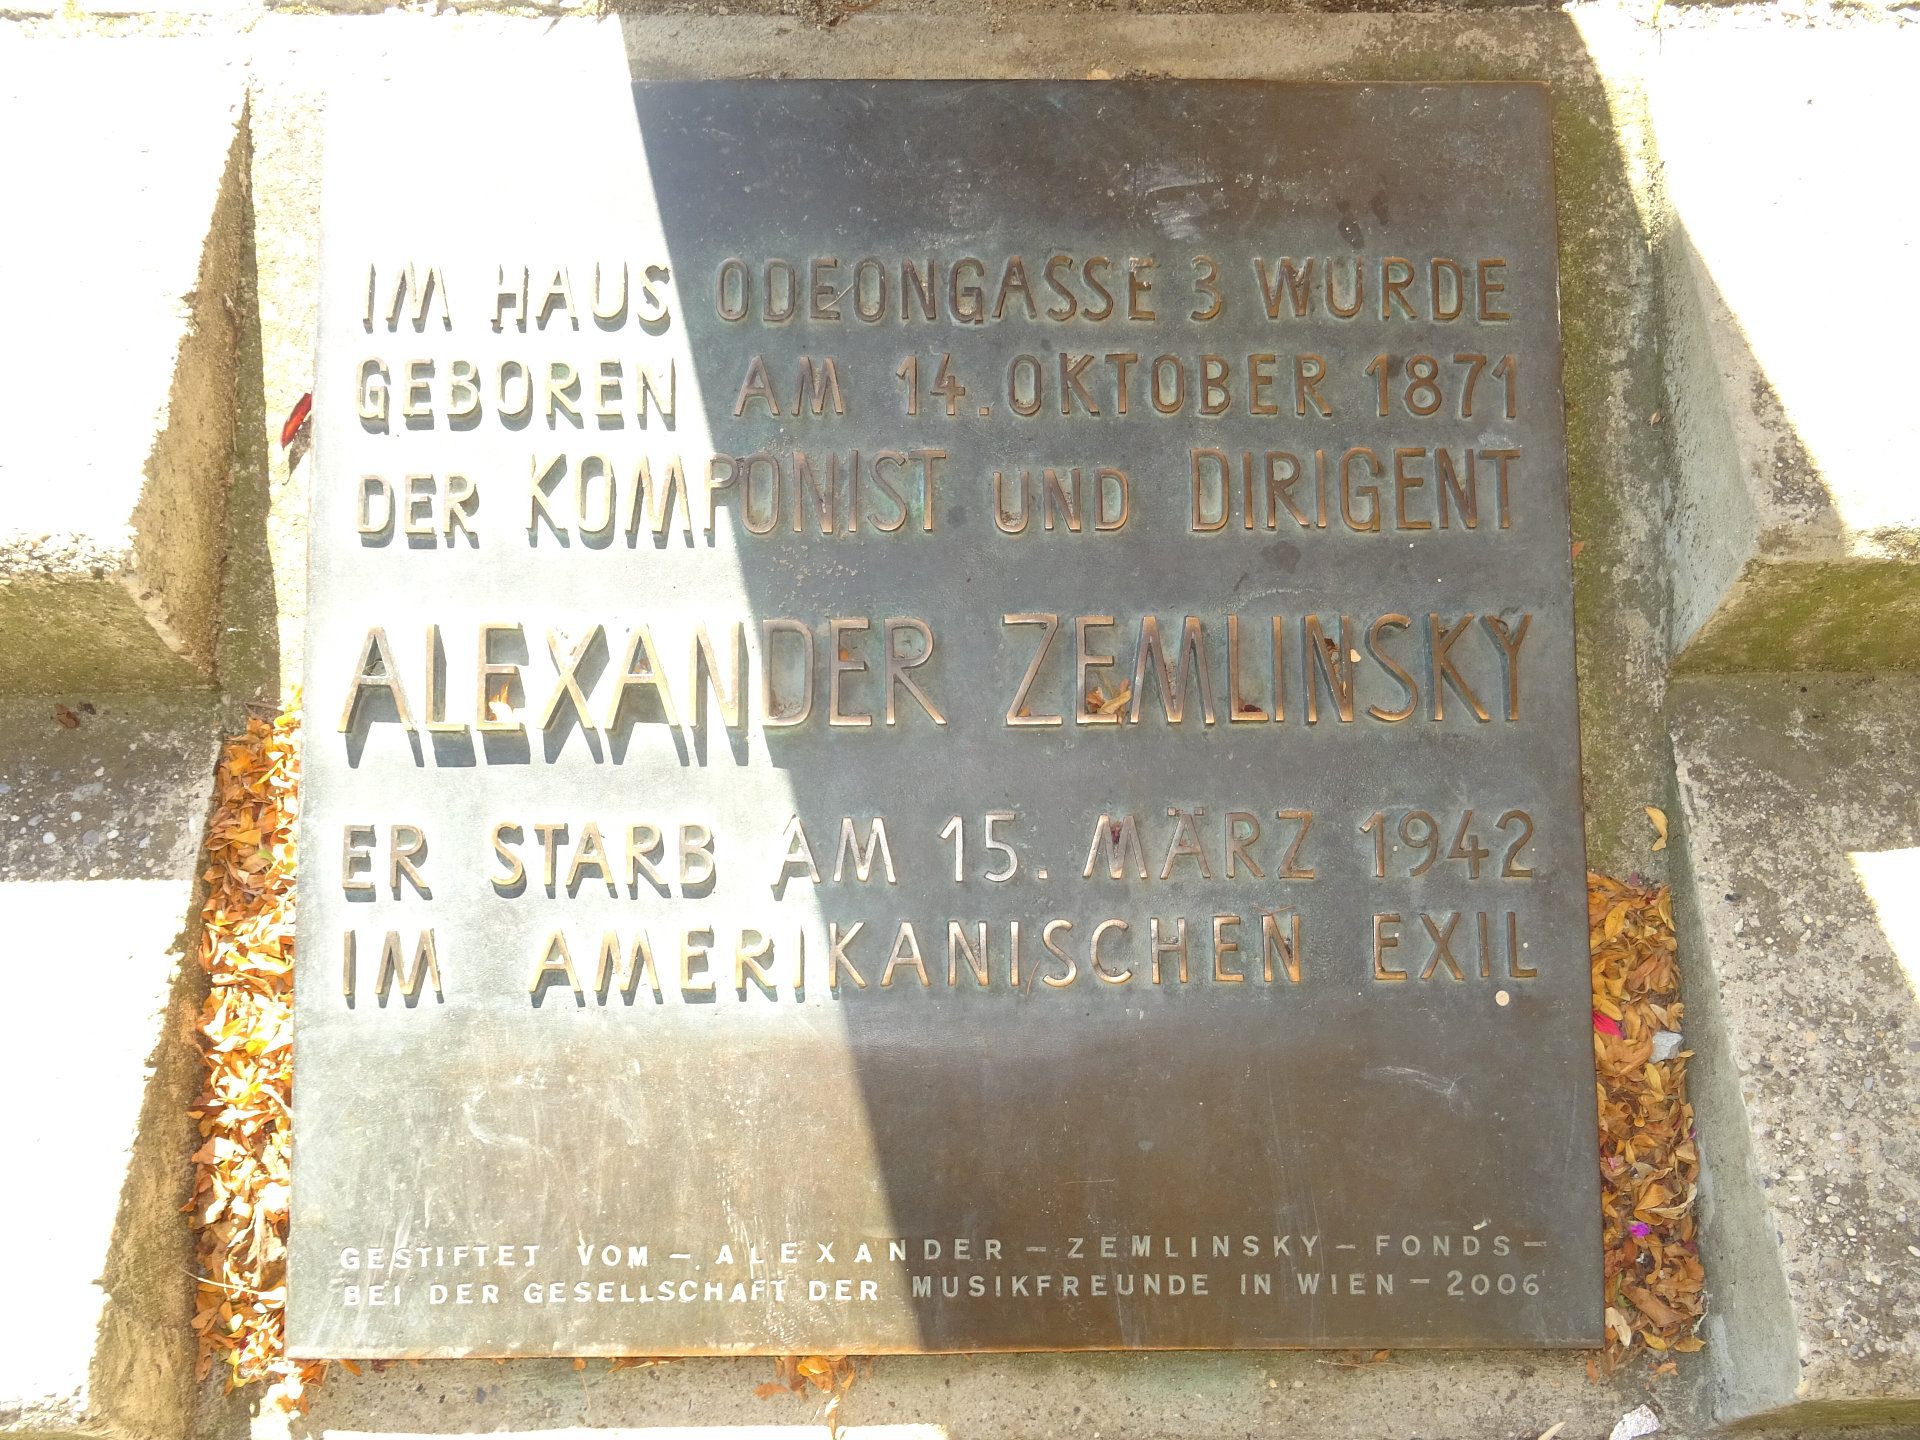 IM HAUS ODEONGASSE 3 WURDE
GEBOREN AM 14. OKTOBER 1871
DER KOMPONIST UND DIRIGENT
ALEXANDER ZEMLINSKY
ER STARB AM 15. MÄRZ 1942
IM AMERIKANISCHEN EXIL
GESTIFTET VOM – ALEXANDER – ZEMLINSKY – FONDS –
BEI DER GESELLSCHAFT DER MUSIKFREUNDE IN WIEN – 2006